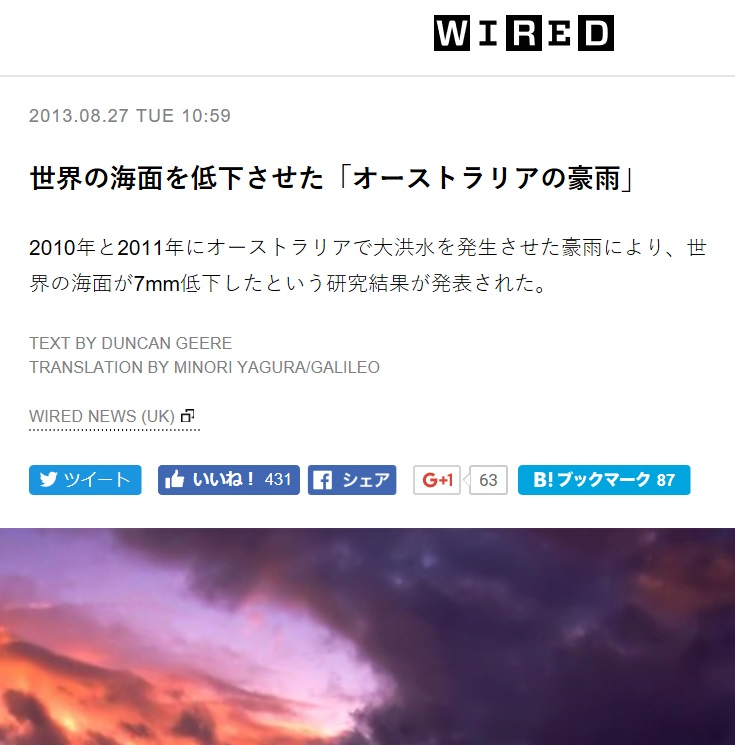 WIRED
2013.08.27 TUE 10:59
世界の海面を低下させた「オーストラリアの豪雨」
2010年と2011年にオーストラリアで大洪水を発生させた豪雨により、世
界の海面が7mm低下したという研究結果が発表された。
TEXT BY DUNCAN GEERE
TRANSLATION BY MINORI YAGURA/GALILEO
WIRED NEWS (UK)
ツイート いいね！ 431 シェア G+1 63 B!ブックマーク 87